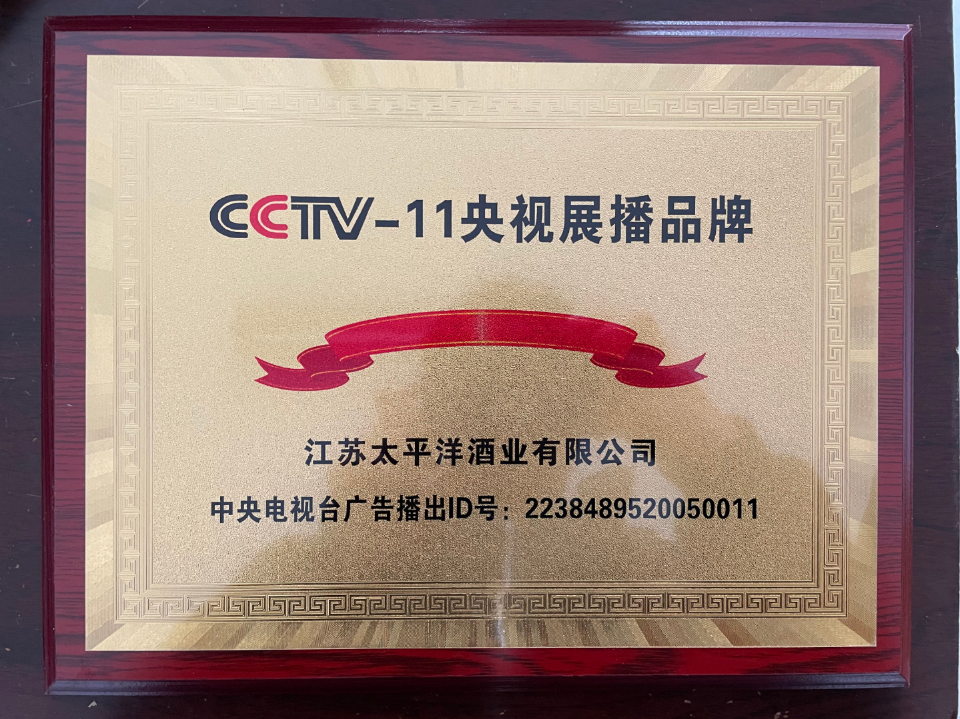 CCTV-11央视展播品牌
江苏太平洋酒业有限公司
中央电视台广告播出ID号：2238489520050011